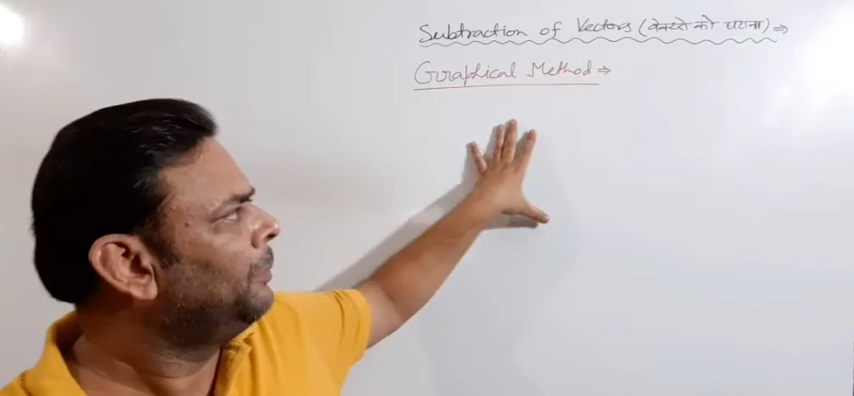 Subtraction of Vectors (वेक्टरो को घटाना) ⇒
Graphical Method ⇒